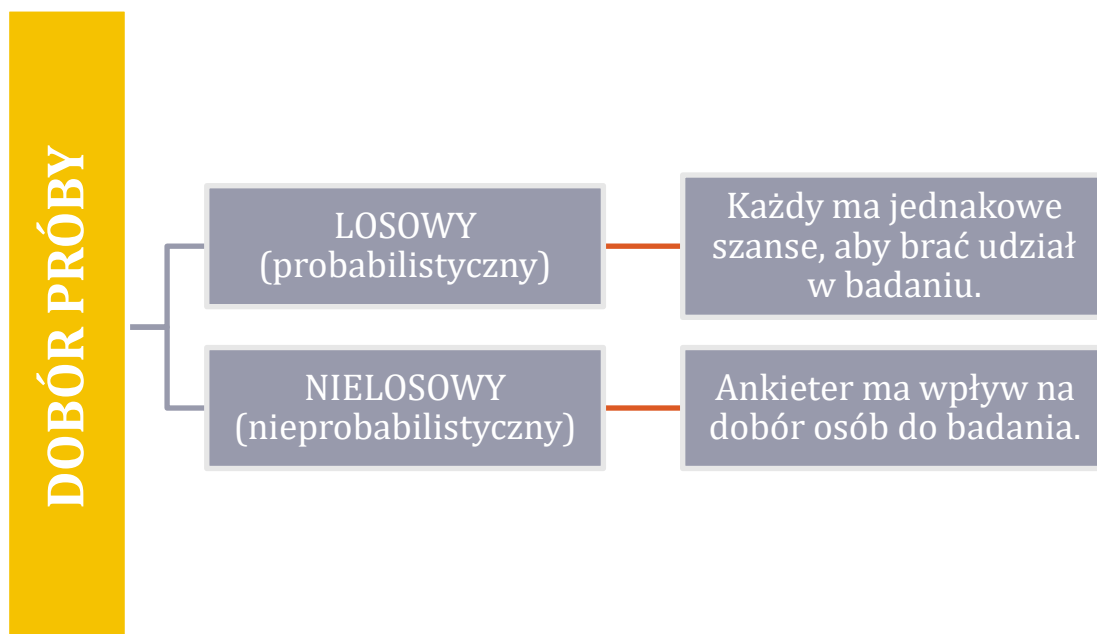 DOBÓR PRÓBY
LOSOWY
(probabilistyczny)
Każdy ma jednakowe
szanse, aby brać udział
w badaniu.
NIELOSOWY
(nieprobabilistyczny)
Ankieter ma wpływ na
dobór osób do badania.